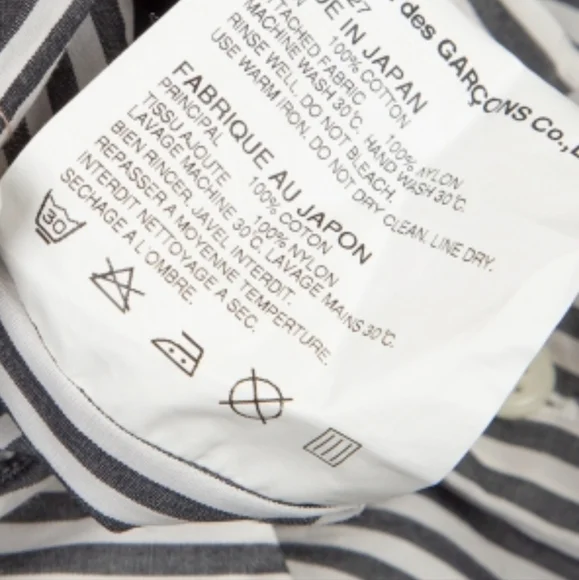 des GARÇONS Co.,
27
DE IN JAPAN
100% COTTON
ATTACHED FABRIC 100% NYLON
MACHINE WASH 30℃. HAND WASH 30℃.
RINSE WELL. DO NOT BLEACH.
USE WARM IRON. DO NOT DRY CLEAN. LINE DRY.
FABRIQUE AU JAPON
PRINCIPAL 100% COTON
TISSU AJOUTE 100% NYLON
LAVAGE MACHINE 30℃. LAVAGE MAINS 30℃.
BIEN RINCER. JAVEL INTERDIT.
REPASSER A MOYENNE TEMPERTURE.
INTERDIT NETTOYAGE A SEC.
SECHAGE A L'OMBRE.
30